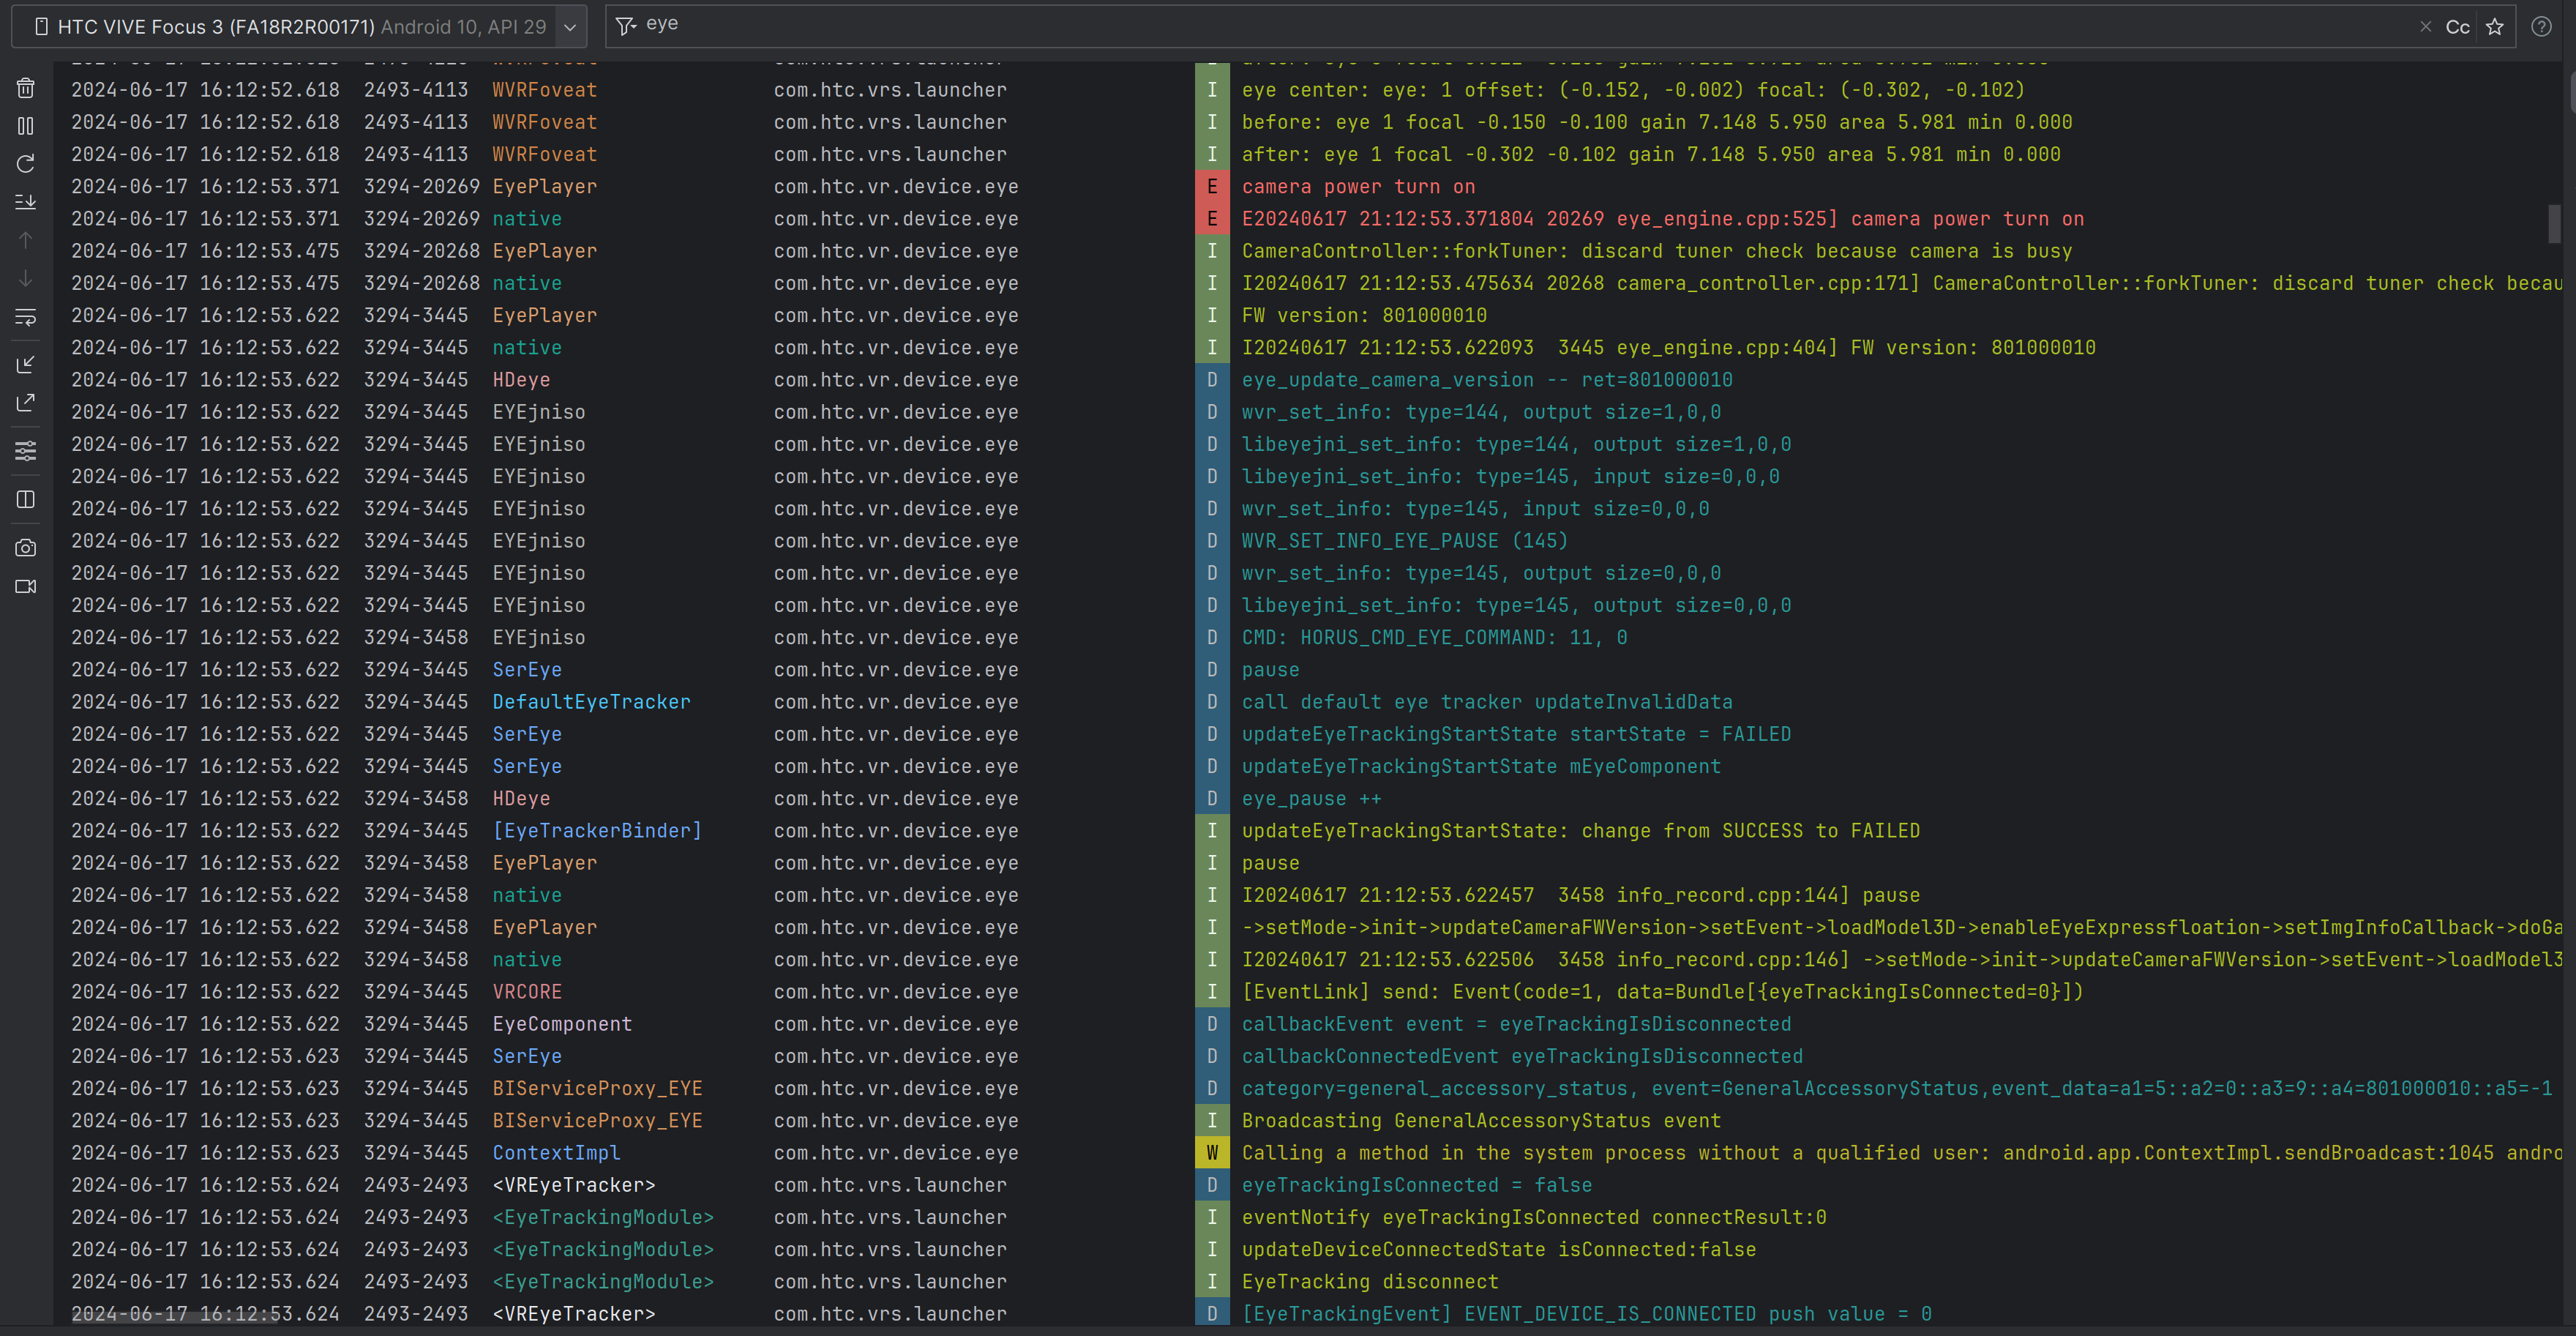 HTC VIVE Focus 3 (FA18R2R00171) Android 10, API 29 eye Cc
2024-06-17 16:12:52.618 2493-4113 WVRFoveat com.htc.vrs.launcher I eye center: eye: 1 offset: (-0.152, -0.002) focal: (-0.302, -0.102)
2024-06-17 16:12:52.618 2493-4113 WVRFoveat com.htc.vrs.launcher I before: eye 1 focal -0.150 -0.100 gain 7.148 5.950 area 5.981 min 0.000
2024-06-17 16:12:52.618 2493-4113 WVRFoveat com.htc.vrs.launcher I after: eye 1 focal -0.302 -0.102 gain 7.148 5.950 area 5.981 min 0.000
2024-06-17 16:12:53.371 3294-20269 EyePlayer com.htc.vr.device.eye E camera power turn on
2024-06-17 16:12:53.371 3294-20269 native com.htc.vr.device.eye E E20240617 21:12:53.371804 20269 eye_engine.cpp:525] camera power turn on
2024-06-17 16:12:53.475 3294-20268 EyePlayer com.htc.vr.device.eye I CameraController::forkTuner: discard tuner check because camera is busy
2024-06-17 16:12:53.475 3294-20268 native com.htc.vr.device.eye I I20240617 21:12:53.475634 20268 camera_controller.cpp:171] CameraController::forkTuner: discard tuner check becau
2024-06-17 16:12:53.622 3294-3445 EyePlayer com.htc.vr.device.eye I FW version: 801000010
2024-06-17 16:12:53.622 3294-3445 native com.htc.vr.device.eye I I20240617 21:12:53.622093 3445 eye_engine.cpp:404] FW version: 801000010
2024-06-17 16:12:53.622 3294-3445 HDeye com.htc.vr.device.eye D eye_update_camera_version -- ret=801000010
2024-06-17 16:12:53.622 3294-3445 EYEjniso com.htc.vr.device.eye D wvr_set_info: type=144, output size=1,0,0
2024-06-17 16:12:53.622 3294-3445 EYEjniso com.htc.vr.device.eye D libeyejni_set_info: type=144, output size=1,0,0
2024-06-17 16:12:53.622 3294-3445 EYEjniso com.htc.vr.device.eye D libeyejni_set_info: type=145, input size=0,0,0
2024-06-17 16:12:53.622 3294-3445 EYEjniso com.htc.vr.device.eye D wvr_set_info: type=145, input size=0,0,0
2024-06-17 16:12:53.622 3294-3445 EYEjniso com.htc.vr.device.eye D WVR_SET_INFO_EYE_PAUSE (145)
2024-06-17 16:12:53.622 3294-3445 EYEjniso com.htc.vr.device.eye D wvr_set_info: type=145, output size=0,0,0
2024-06-17 16:12:53.622 3294-3445 EYEjniso com.htc.vr.device.eye D libeyejni_set_info: type=145, output size=0,0,0
2024-06-17 16:12:53.622 3294-3458 EYEjniso com.htc.vr.device.eye D CMD: HORUS_CMD_EYE_COMMAND: 11, 0
2024-06-17 16:12:53.622 3294-3445 SerEye com.htc.vr.device.eye D pause
2024-06-17 16:12:53.622 3294-3445 DefaultEyeTracker com.htc.vr.device.eye D call default eye tracker updateInvalidData
2024-06-17 16:12:53.622 3294-3445 SerEye com.htc.vr.device.eye D updateEyeTrackingStartState startState = FAILED
2024-06-17 16:12:53.622 3294-3445 SerEye com.htc.vr.device.eye D updateEyeTrackingStartState mEyeComponent
2024-06-17 16:12:53.622 3294-3458 HDeye com.htc.vr.device.eye D eye_pause ++
2024-06-17 16:12:53.622 3294-3445 [EyeTrackerBinder] com.htc.vr.device.eye I updateEyeTrackingStartState: change from SUCCESS to FAILED
2024-06-17 16:12:53.622 3294-3458 EyePlayer com.htc.vr.device.eye I pause
2024-06-17 16:12:53.622 3294-3458 native com.htc.vr.device.eye I I20240617 21:12:53.622457 3458 info_record.cpp:144] pause
2024-06-17 16:12:53.622 3294-3458 EyePlayer com.htc.vr.device.eye I ->setMode->init->updateCameraFWVersion->setEvent->loadModel3D->enableEyeExpressfloation->setImgInfoCallback->doGa
2024-06-17 16:12:53.622 3294-3458 native com.htc.vr.device.eye I I20240617 21:12:53.622506 3458 info_record.cpp:146] ->setMode->init->updateCameraFWVersion->setEvent->loadModel3
2024-06-17 16:12:53.622 3294-3445 VRCORE com.htc.vr.device.eye I [EventLink] send: Event(code=1, data=Bundle[{eyeTrackingIsConnected=0}])
2024-06-17 16:12:53.622 3294-3445 EyeComponent com.htc.vr.device.eye D callbackEvent event = eyeTrackingIsDisconnected
2024-06-17 16:12:53.623 3294-3445 SerEye com.htc.vr.device.eye D callbackConnectedEvent eyeTrackingIsDisconnected
2024-06-17 16:12:53.623 3294-3445 BIServiceProxy_EYE com.htc.vr.device.eye D category=general_accessory_status, event=GeneralAccessoryStatus,event_data=a1=5::a2=0::a3=9::a4=801000010::a5=-1
2024-06-17 16:12:53.623 3294-3445 BIServiceProxy_EYE com.htc.vr.device.eye I Broadcasting GeneralAccessoryStatus event
2024-06-17 16:12:53.623 3294-3445 ContextImpl com.htc.vr.device.eye W Calling a method in the system process without a qualified user: android.app.ContextImpl.sendBroadcast:1045 andro
2024-06-17 16:12:53.624 2493-2493 <VREyeTracker> com.htc.vrs.launcher D eyeTrackingIsConnected = false
2024-06-17 16:12:53.624 2493-2493 <EyeTrackingModule> com.htc.vrs.launcher I eventNotify eyeTrackingIsConnected connectResult:0
2024-06-17 16:12:53.624 2493-2493 <EyeTrackingModule> com.htc.vrs.launcher I updateDeviceConnectedState isConnected:false
2024-06-17 16:12:53.624 2493-2493 <EyeTrackingModule> com.htc.vrs.launcher I EyeTracking disconnect
2024-06-17 16:12:53.624 2493-2493 <VREyeTracker> com.htc.vrs.launcher D [EyeTrackingEvent] EVENT_DEVICE_IS_CONNECTED push value = 0